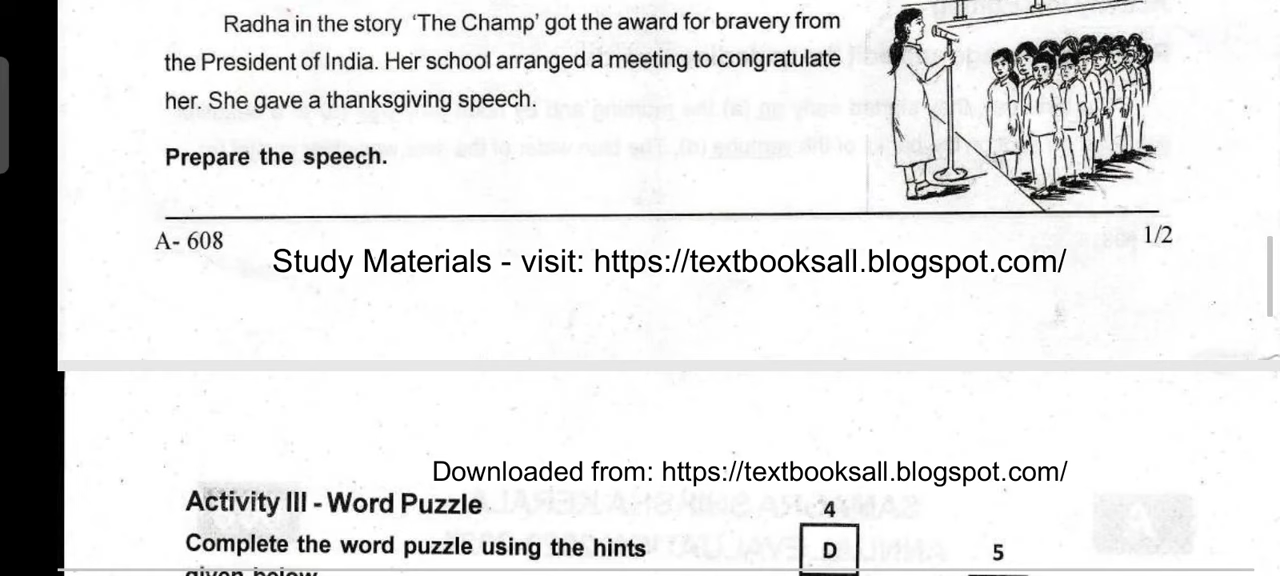 Radha in the story 'The Champ' got the award for bravery from
the President of India. Her school arranged a meeting to congratulate
her. She gave a thanksgiving speech.
Prepare the speech.
A- 608
1/2
Study Materials - visit: https://textbooksall.blogspot.com/
Downloaded from: https://textbooksall.blogspot.com/
Activity III - Word Puzzle
4
Complete the word puzzle using the hints
D
5
given below